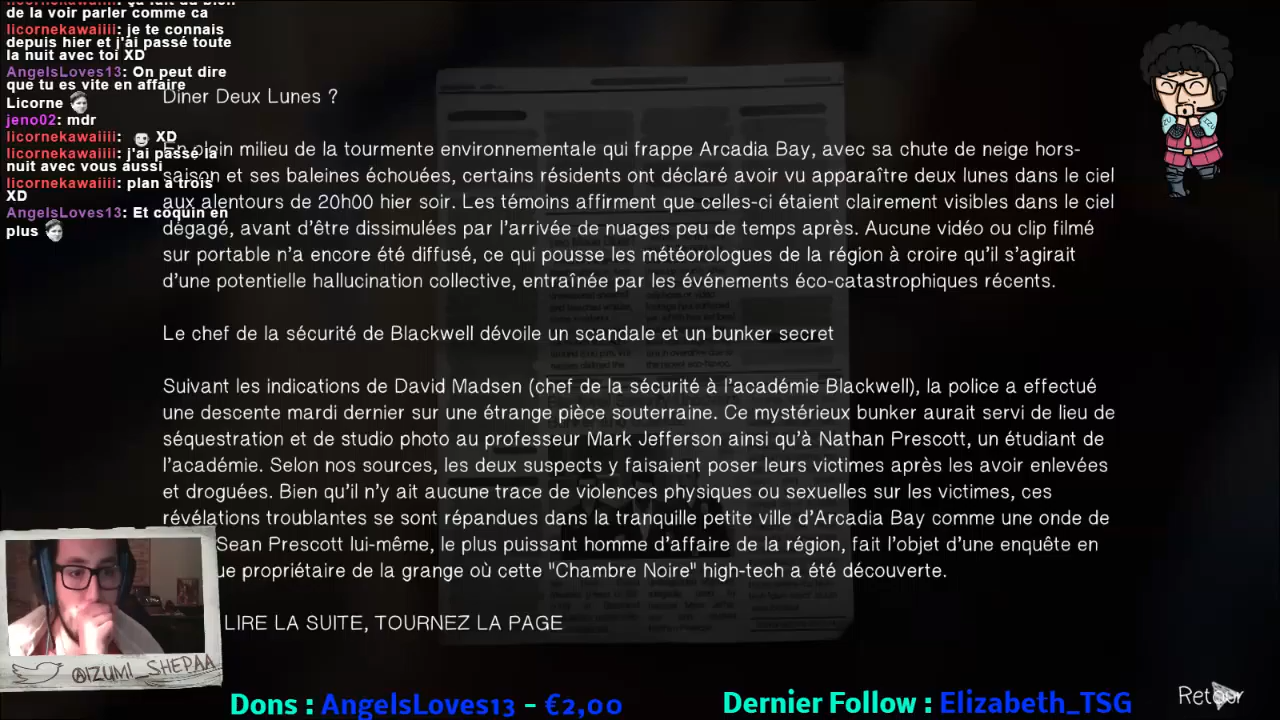 licornekawaiiii: ça fait du bien
de la voir parler comme ca
licornekawaiiii: je te connais
depuis hier et j'ai passé toute
la nuit avec toi XD
AngelsLoves13: On peut dire
que tu es vite en affaire
Licorne
jeno02: mdr
licornekawaiiii: XD
licornekawaiiii: j'ai passé la
nuit avec vous aussi
licornekawaiiii: plan a trois
XD
AngelsLoves13: Et coquin en
plus
Diner Deux Lunes ?
En plein milieu de la tourmente environnementale qui frappe Arcadia Bay, avec sa chute de neige hors-
saison et ses baleines échouées, certains résidents ont déclaré avoir vu apparaître deux lunes dans le ciel
aux alentours de 20h00 hier soir. Les témoins affirment que celles-ci étaient clairement visibles dans le ciel
dégagé, avant d'être dissimulées par l'arrivée de nuages peu de temps après. Aucune vidéo ou clip filmé
sur portable n'a encore été diffusé, ce qui pousse les météorologues de la région à croire qu'il s'agirait
d'une potentielle hallucination collective, entraînée par les événements éco-catastrophiques récents.
Le chef de la sécurité de Blackwell dévoile un scandale et un bunker secret
Suivant les indications de David Madsen (chef de la sécurité à l'académie Blackwell), la police a effectué
une descente mardi dernier sur une étrange pièce souterraine. Ce mystérieux bunker aurait servi de lieu de
séquestration et de studio photo au professeur Mark Jefferson ainsi qu'à Nathan Prescott, un étudiant de
l'académie. Selon nos sources, les deux suspects y faisaient poser leurs victimes après les avoir enlevées
et droguées. Bien qu'il n'y ait aucune trace de violences physiques ou sexuelles sur les victimes, ces
révélations troublantes se sont répandues dans la tranquille petite ville d'Arcadia Bay comme une onde de
Sean Prescott lui-même, le plus puissant homme d'affaire de la région, fait l'objet d'une enquête en
ue propriétaire de la grange où cette "Chambre Noire" high-tech a été découverte.
LIRE LA SUITE, TOURNEZ LA PAGE
@IZUMI_SHEPAA
Retour
Dons : AngelsLoves13 - €2,00
Dernier Follow : Elizabeth_TSG